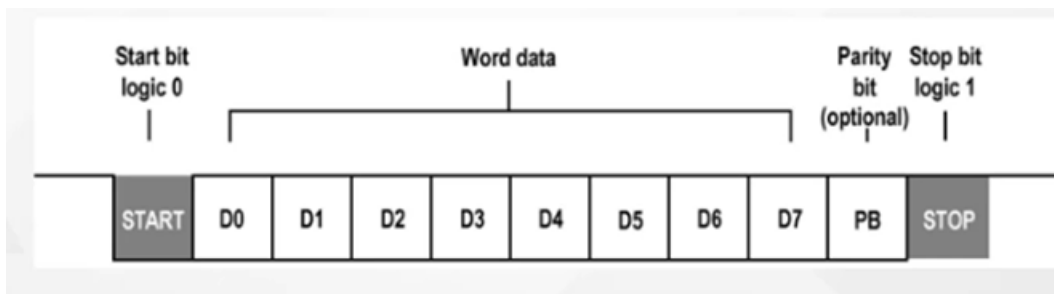 Start bit
logic 0
Word data
Parity
bit
(optional)
Stop bit
logic 1
START D0 D1 D2 D3 D4 D5 D6 D7 PB STOP